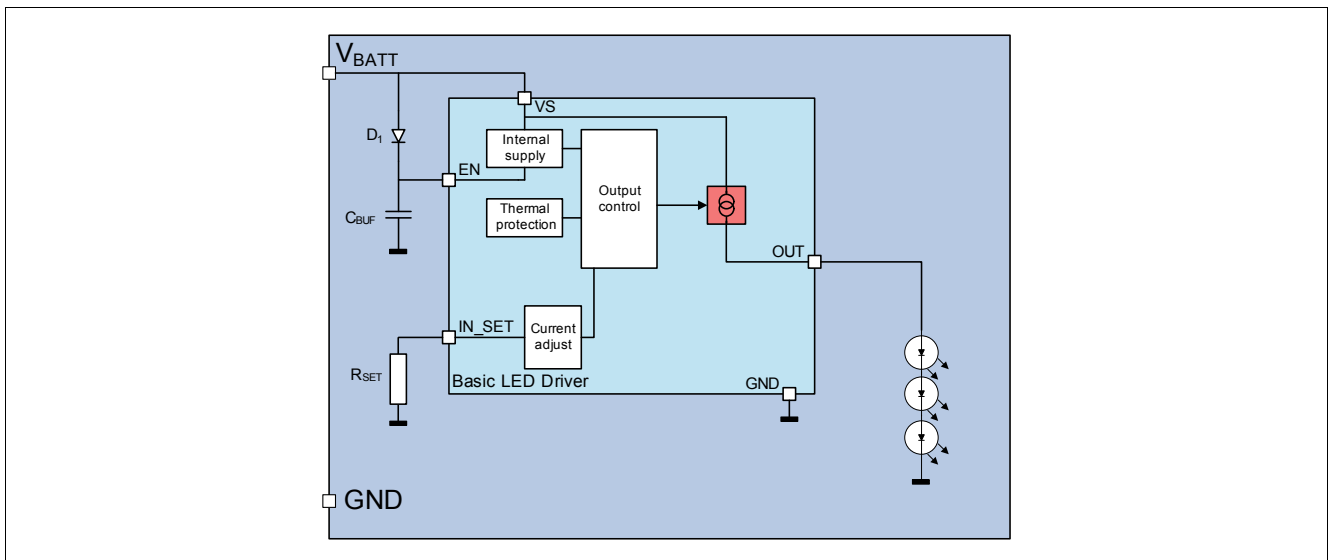 VBATT
VS
D1
Internal
supply
EN
Output
control
CBUF
Thermal
protection
OUT
IN_SET
Current
adjust
RSET
Basic LED Driver
GND
GND